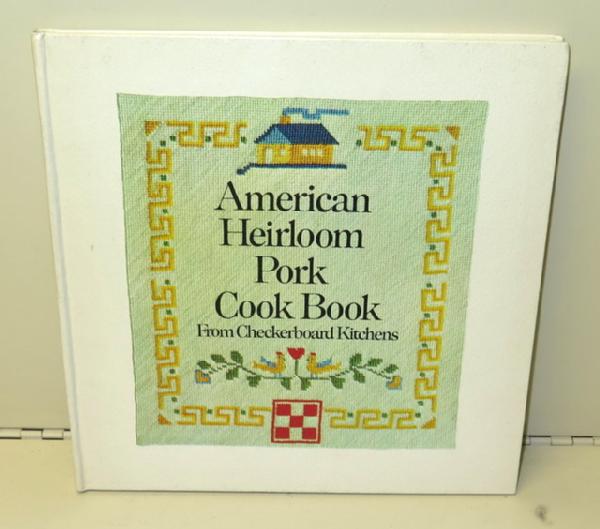 American
Heirloom
Pork
Cook Book
From Checkerboard Kitchens